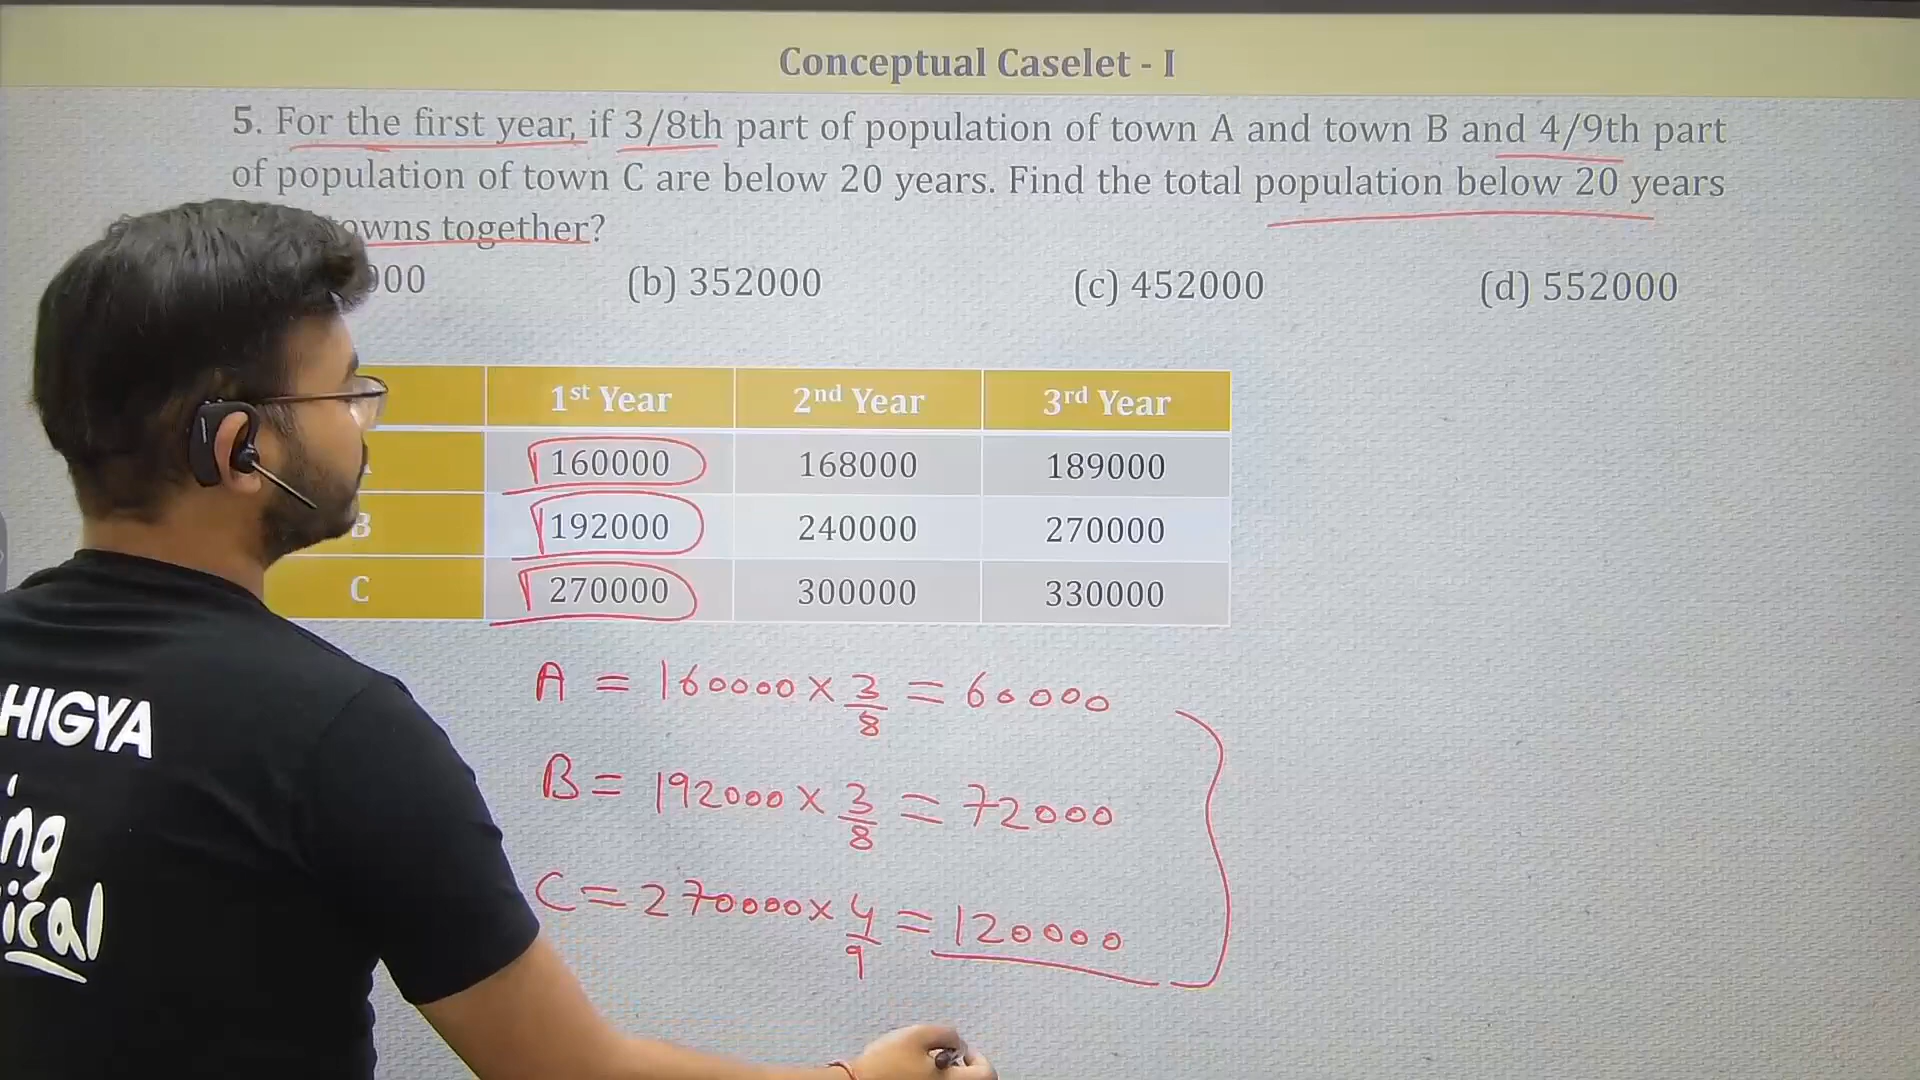 Conceptual Caselet - I
5. For the first year, if 3/8th part of population of town A and town B and 4/9th part
of population of town C are below 20 years. Find the total population below 20 years
owns together?
000 (b) 352000 (c) 452000 (d) 552000
1st Year 2nd Year 3rd Year
160000 168000 189000
B 192000 240000 270000
C 270000 300000 330000
A = 160000 × 3/8 = 60000
B = 192000 × 3/8 = 72000
C = 270000 × 4/9 = 120000
HIGYA
ing
ical